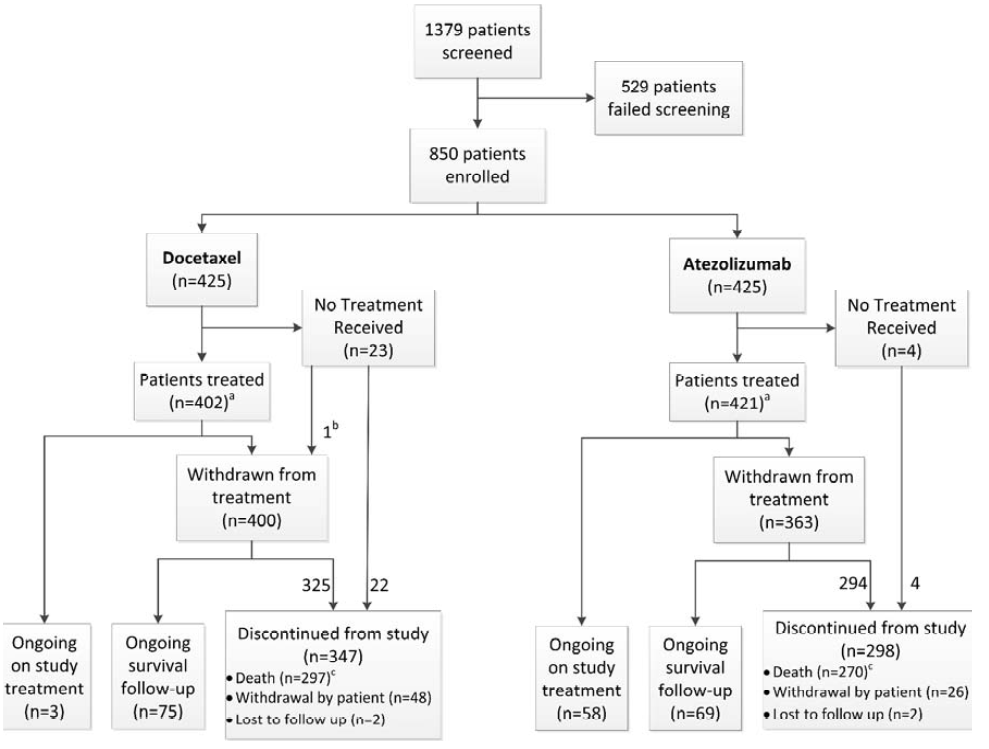 1379 patients
screened
529 patients
failed screening
850 patients
enrolled
Docetaxel
(n=425)
No Treatment
Received
(n=23)
Patients treated
(n=402)a
1b
Withdrawn from
treatment
(n=400)
325
22
Ongoing
on study
treatment
(n=3)
Ongoing
survival
follow-up
(n=75)
Discontinued from study
(n=347)
• Death (n=297)c
• Withdrawal by patient (n=48)
• Lost to follow up (n=2)
Atezolizumab
(n=425)
No Treatment
Received
(n=4)
Patients treated
(n=421)a
Withdrawn from
treatment
(n=363)
294
4
Ongoing
on study
treatment
(n=58)
Ongoing
survival
follow-up
(n=69)
Discontinued from study
(n=298)
• Death (n=270)c
• Withdrawal by patient (n=26)
• Lost to follow up (n=2)